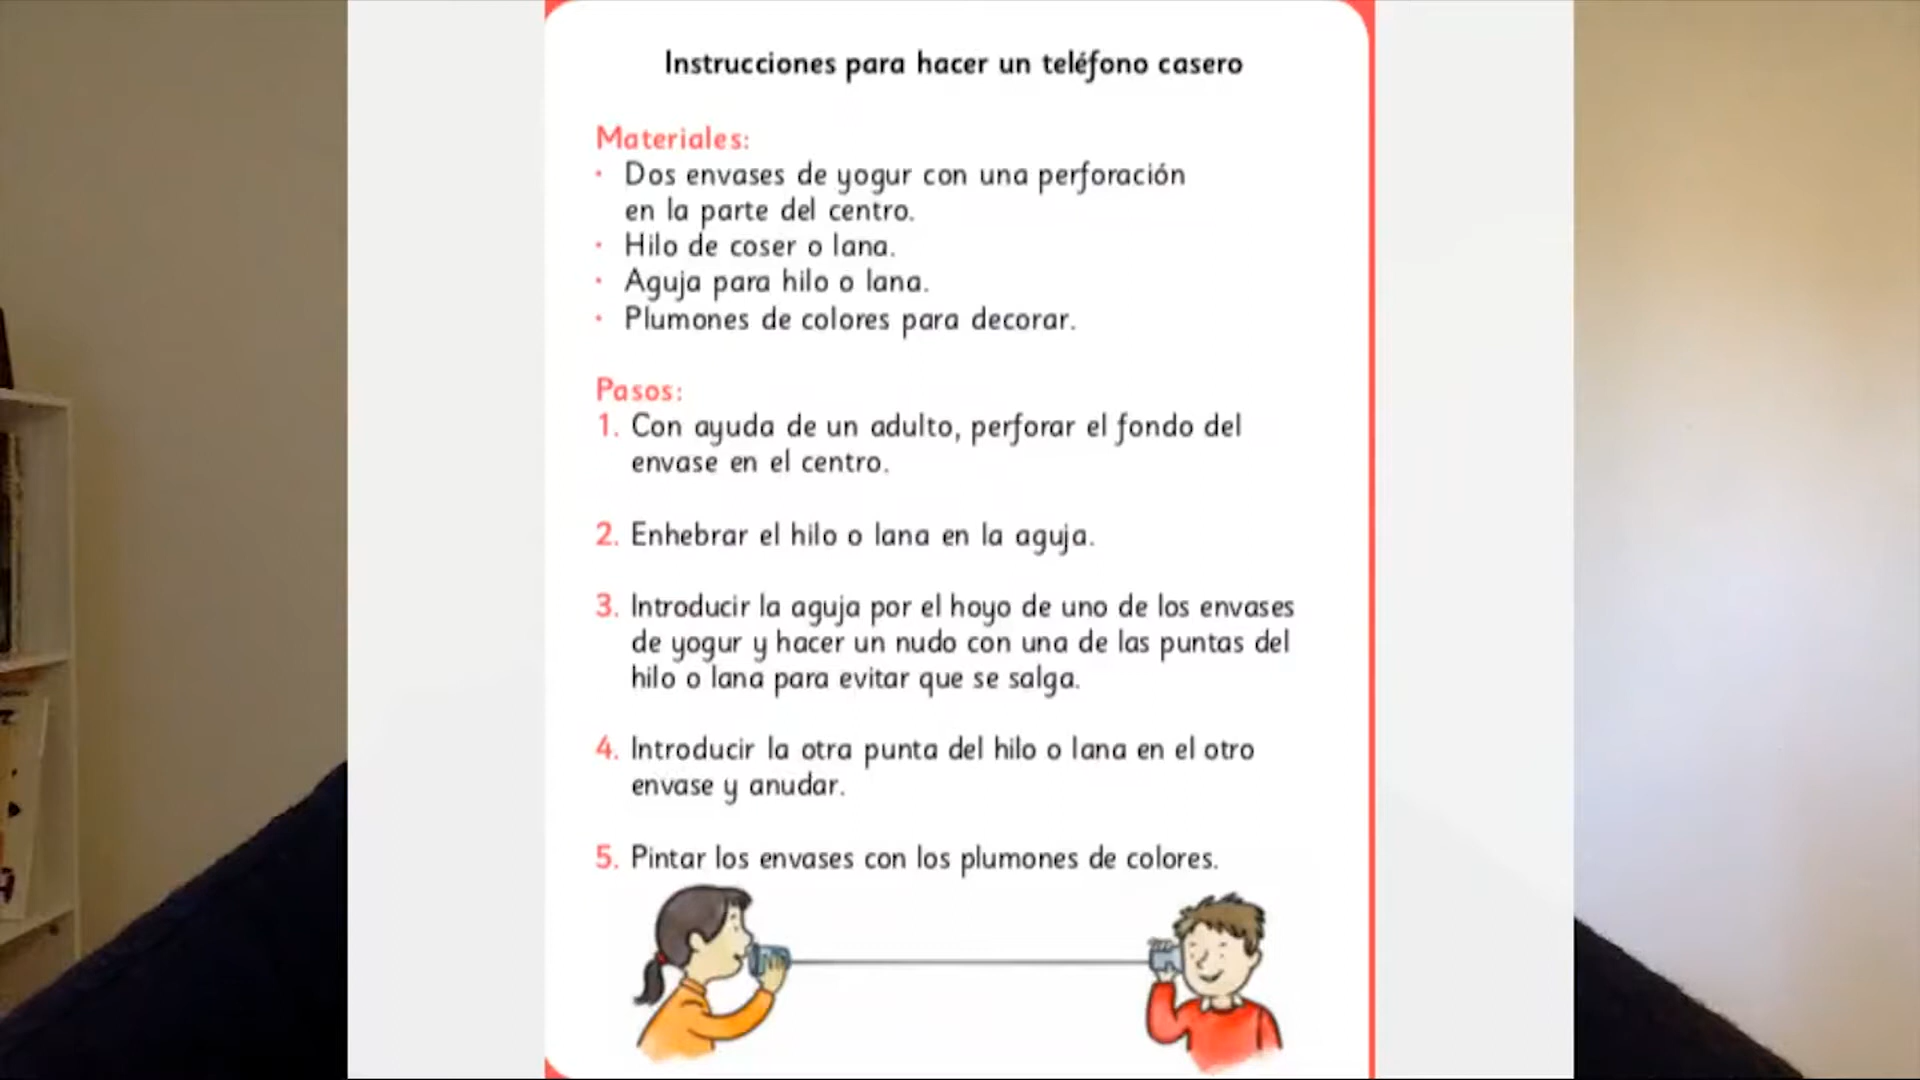 Instrucciones para hacer un teléfono casero
Materiales:
• Dos envases de yogur con una perforación
en la parte del centro.
• Hilo de coser o lana.
• Aguja para hilo o lana.
• Plumones de colores para decorar.
Pasos:
1. Con ayuda de un adulto, perforar el fondo del
envase en el centro.
2. Enhebrar el hilo o lana en la aguja.
3. Introducir la aguja por el hoyo de uno de los envases
de yogur y hacer un nudo con una de las puntas del
hilo o lana para evitar que se salga.
4. Introducir la otra punta del hilo o lana en el otro
envase y anudar.
5. Pintar los envases con los plumones de colores.